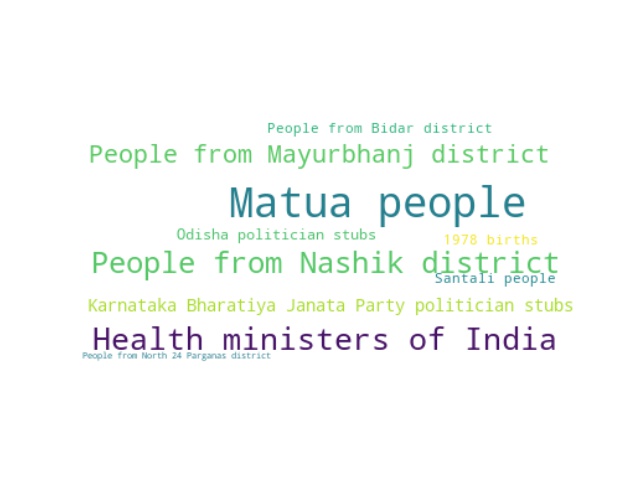 People from Bidar district
People from Mayurbhanj district
Matua people
Odisha politician stubs
1978 births
People from Nashik district
Santali people
Karnataka Bharatiya Janata Party politician stubs
Health ministers of India
People from North 24 Parganas district